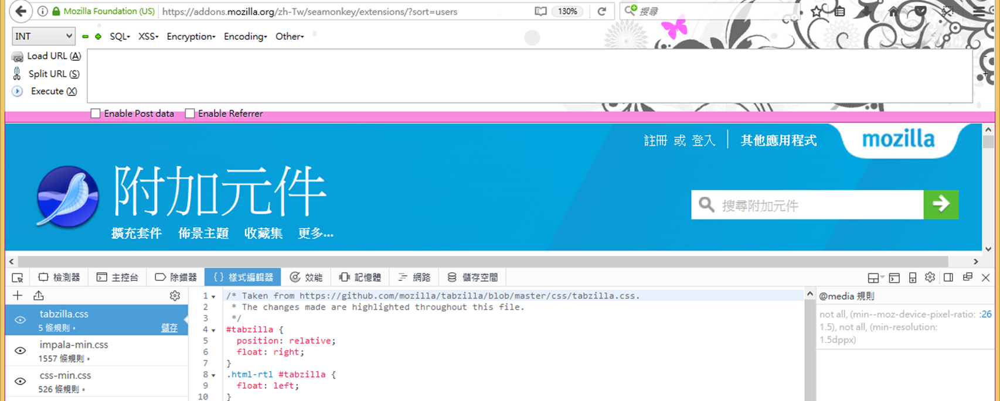 Mozilla Foundation (US) https://addons.mozilla.org/zh-Tw/seamonkey/extensions/?sort=users 130% 搜尋
INT SQL▾ XSS▾ Encryption▾ Encoding▾ Other▾
Load URL (A)
Split URL (S)
Execute (X)
Enable Post data Enable Referrer
註冊 或 登入 其他應用程式 mozilla
附加元件
搜尋附加元件
擴充套件 佈景主題 收藏集 更多...
檢測器 主控台 除錯器 {} 樣式編輯器 效能 記憶體 網路 儲存空間
tabzilla.css
5 條規則。 儲存
impala-min.css
1557 條規則。
css-min.css
526 條規則。
1 /* Taken from https://github.com/mozilla/tabzilla/blob/master/css/tabzilla.css.
2 * The changes made are highlighted throughout this file.
3 */
4 #tabzilla {
5 position: relative;
6 float: right;
7 }
8 .html-rtl #tabzilla {
9 float: left;
10 }
@media 規則
not all, (min--moz-device-pixel-ratio: :26
1.5), not all, (min-resolution:
1.5dppx)